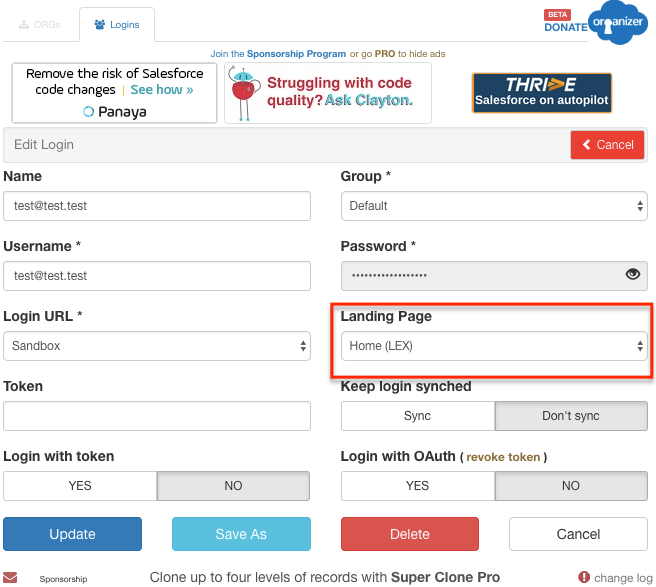 ORGs
Logins
BETA
DONATE
organizer
Join the Sponsorship Program or go PRO to hide ads
Remove the risk of Salesforce
code changes | See how »
Panaya
Struggling with code
quality? Ask Clayton.
THRIVE
Salesforce on autopilot
Edit Login
Cancel
Name
Group *
test@test.test
Default
Username *
Password *
test@test.test
••••••••••••••••••
Login URL *
Landing Page
Sandbox
Home (LEX)
Token
Keep login synched
Sync
Don't sync
Login with token
Login with OAuth ( revoke token )
YES
NO
YES
NO
Update
Save As
Delete
Cancel
Sponsorship
Clone up to four levels of records with Super Clone Pro
change log